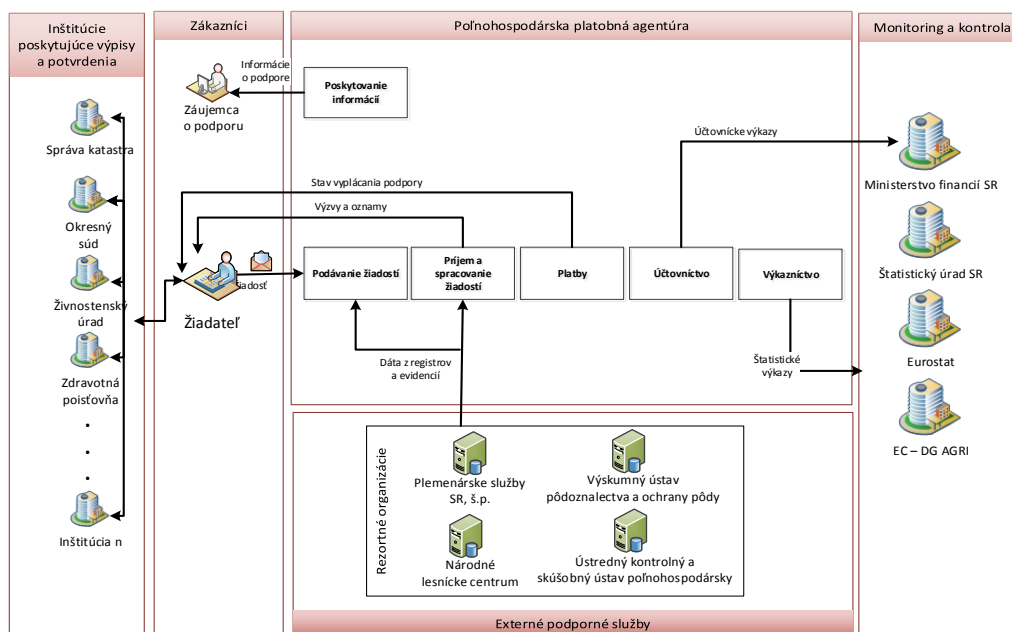 Inštitúcie
poskytujúce výpisy
a potvrdenia
Správa katastra
Okresný
súd
Živnostenský
úrad
Zdravotná
poisťovňa
.
.
.
Inštitúcia n
Zákazníci
Záujemca
o podporu
Žiadateľ
žiadosť
Poľnohospodárska platobná agentúra
Informácie
o podpore
Poskytovanie
informácií
Stav vyplácania podpory
Výzvy a oznamy
Podávanie žiadostí
Príjem a
spracovanie
žiadostí
Platby
Účtovníctvo
Výkazníctvo
Účtovnícke výkazy
Dáta z registrov
a evidencií
Štatistické
výkazy
Rezortné organizácie
Plemenárske služby
SR, š.p.
Výskumný ústav
pôdoznalectva a ochrany pôdy
Národné
lesnícke centrum
Ústredný kontrolný a
skúšobný ústav poľnohospodársky
Externé podporné služby
Monitoring a kontrola
Ministerstvo financií SR
Štatistický úrad SR
Eurostat
EC – DG AGRI